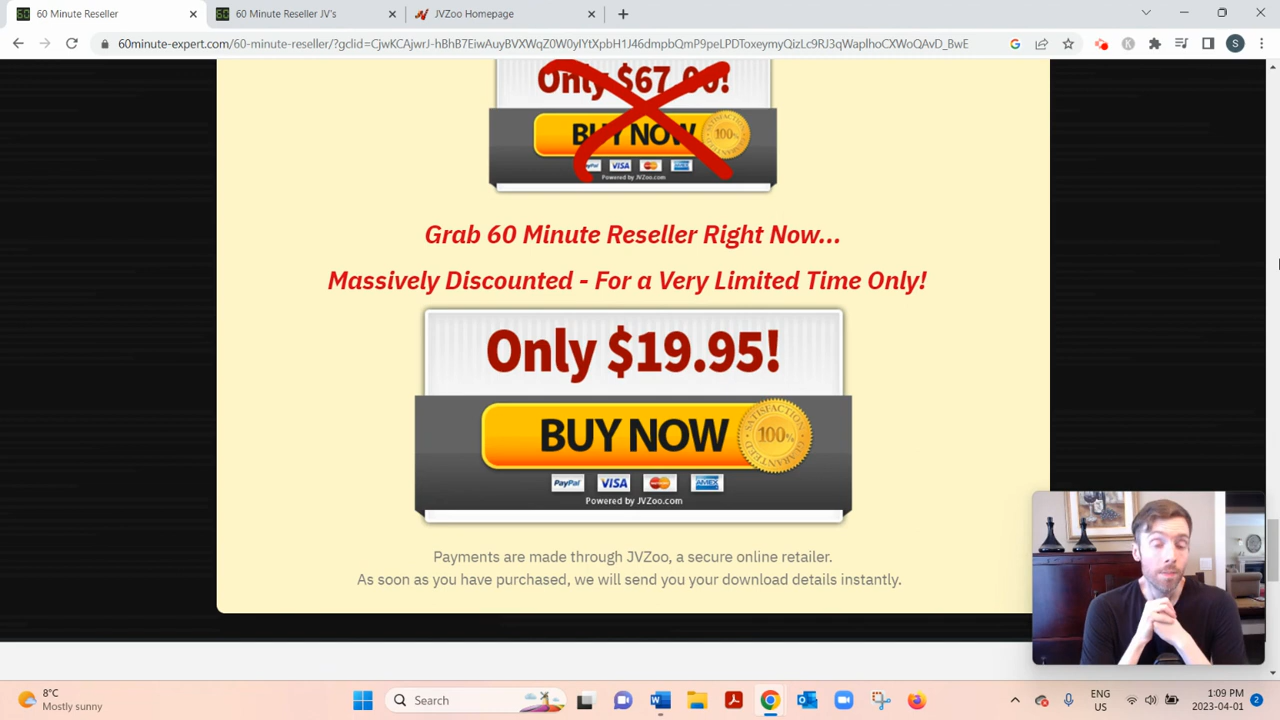 60 Minute Reseller
60 Minute Reseller JV's
JVZoo Homepage
60minute-expert.com/60-minute-reseller/?gclid=CjwKCAjwrJ-hBhB7EiwAuyBVXWqZ0W0yIYtXpbH1J46dmpbQmP9peLPDToxeymyQizLc9RJ3qWaplhoCXWoQAvD_BwE
K
S
Only $67.00!
BUY NOW
100%
PayPal VISA
Powered by JVZoo.com
Grab 60 Minute Reseller Right Now...
Massively Discounted - For a Very Limited Time Only!
Only $19.95!
BUY NOW
SATISFACTION
100%
GUARANTEED
PayPal VISA MasterCard AMEX
Powered by JVZoo.com
Payments are made through JVZoo, a secure online retailer.
As soon as you have purchased, we will send you your download details instantly.
8°C
Mostly sunny
Search
ENG
US
1:09 PM
2023-04-01
2